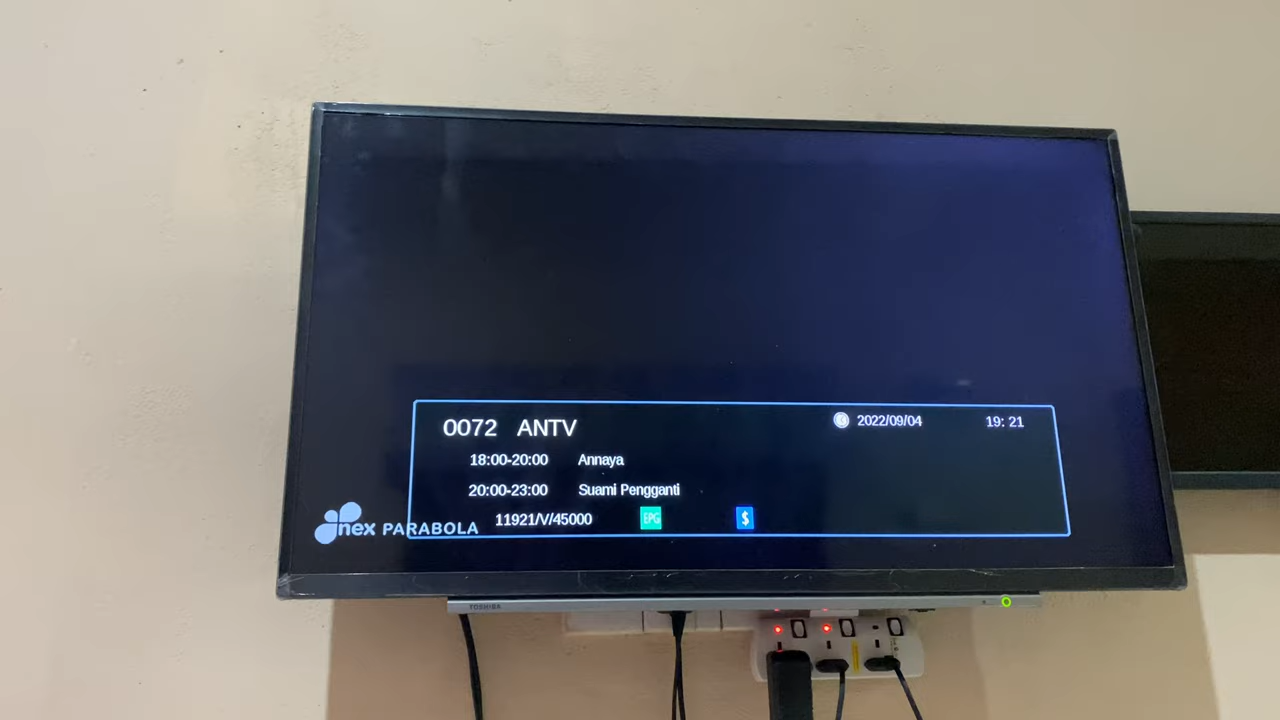 0072 ANTV
2022/09/04 19:21
18:00-20:00 Annaya
20:00-23:00 Suami Pengganti
11921/V/45000 EPG $
nex PARABOLA
TOSHIBA